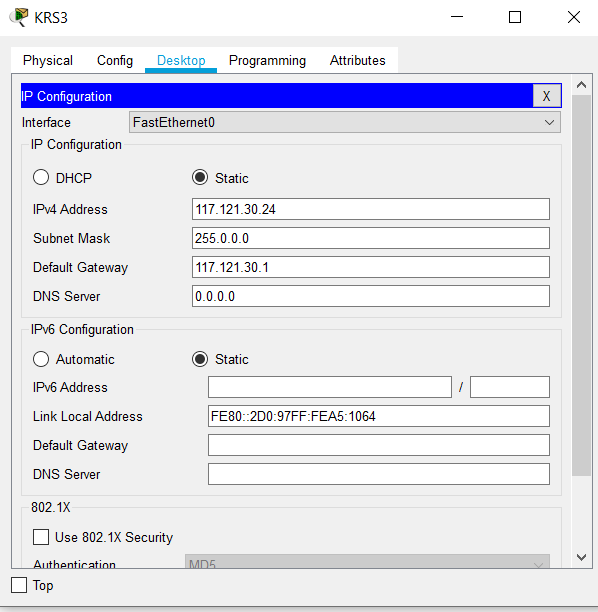 KRS3
Physical Config Desktop Programming Attributes
IP Configuration X
Interface FastEthernet0
IP Configuration
DHCP Static
IPv4 Address 117.121.30.24
Subnet Mask 255.0.0.0
Default Gateway 117.121.30.1
DNS Server 0.0.0.0
IPv6 Configuration
Automatic Static
IPv6 Address /
Link Local Address FE80::2D0:97FF:FEA5:1064
Default Gateway
DNS Server
802.1X
Use 802.1X Security
Authentication MD5
Top